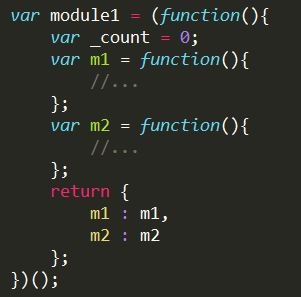 var module1 = (function(){
    var _count = 0;
    var m1 = function(){
        //...
    };
    var m2 = function(){
        //...
    };
    return {
        m1 : m1,
        m2 : m2
    };
})();